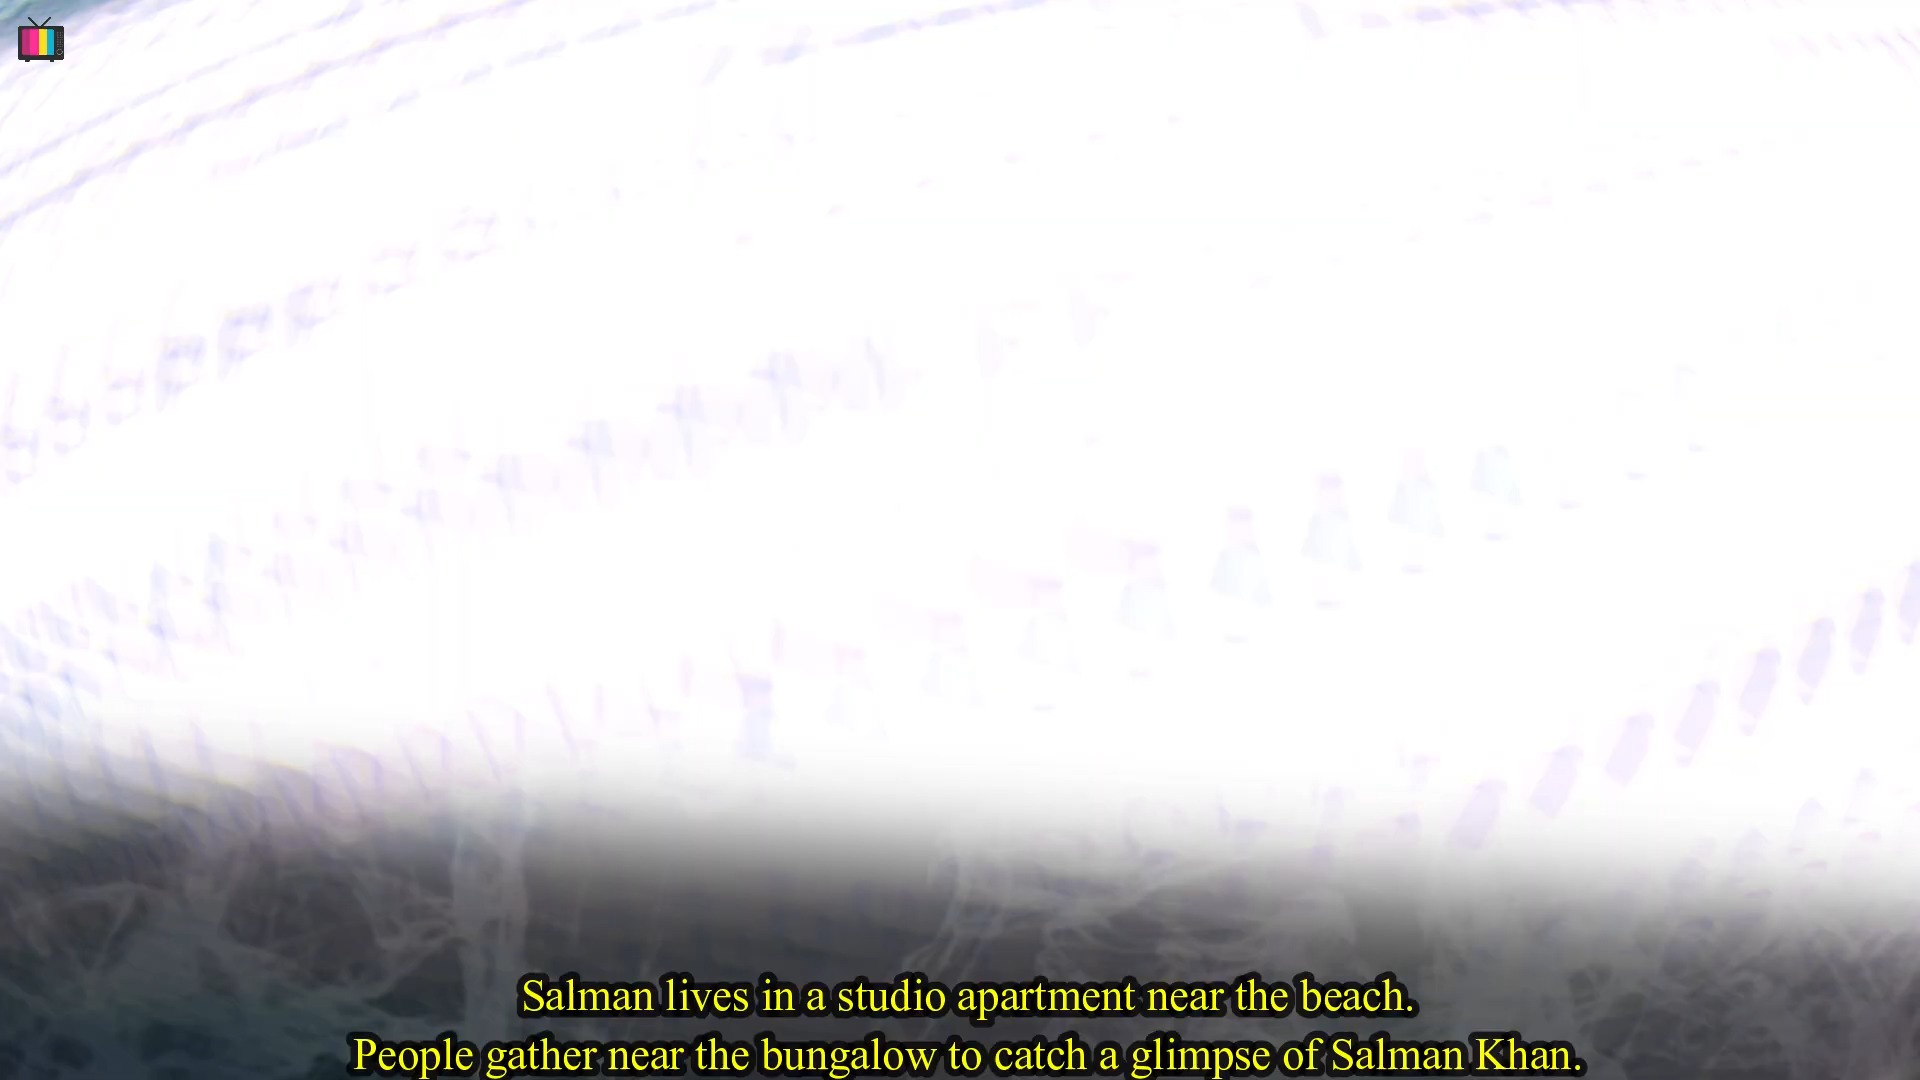 Salman lives in a studio apartment near the beach.
People gather near the bungalow to catch a glimpse of Salman Khan.